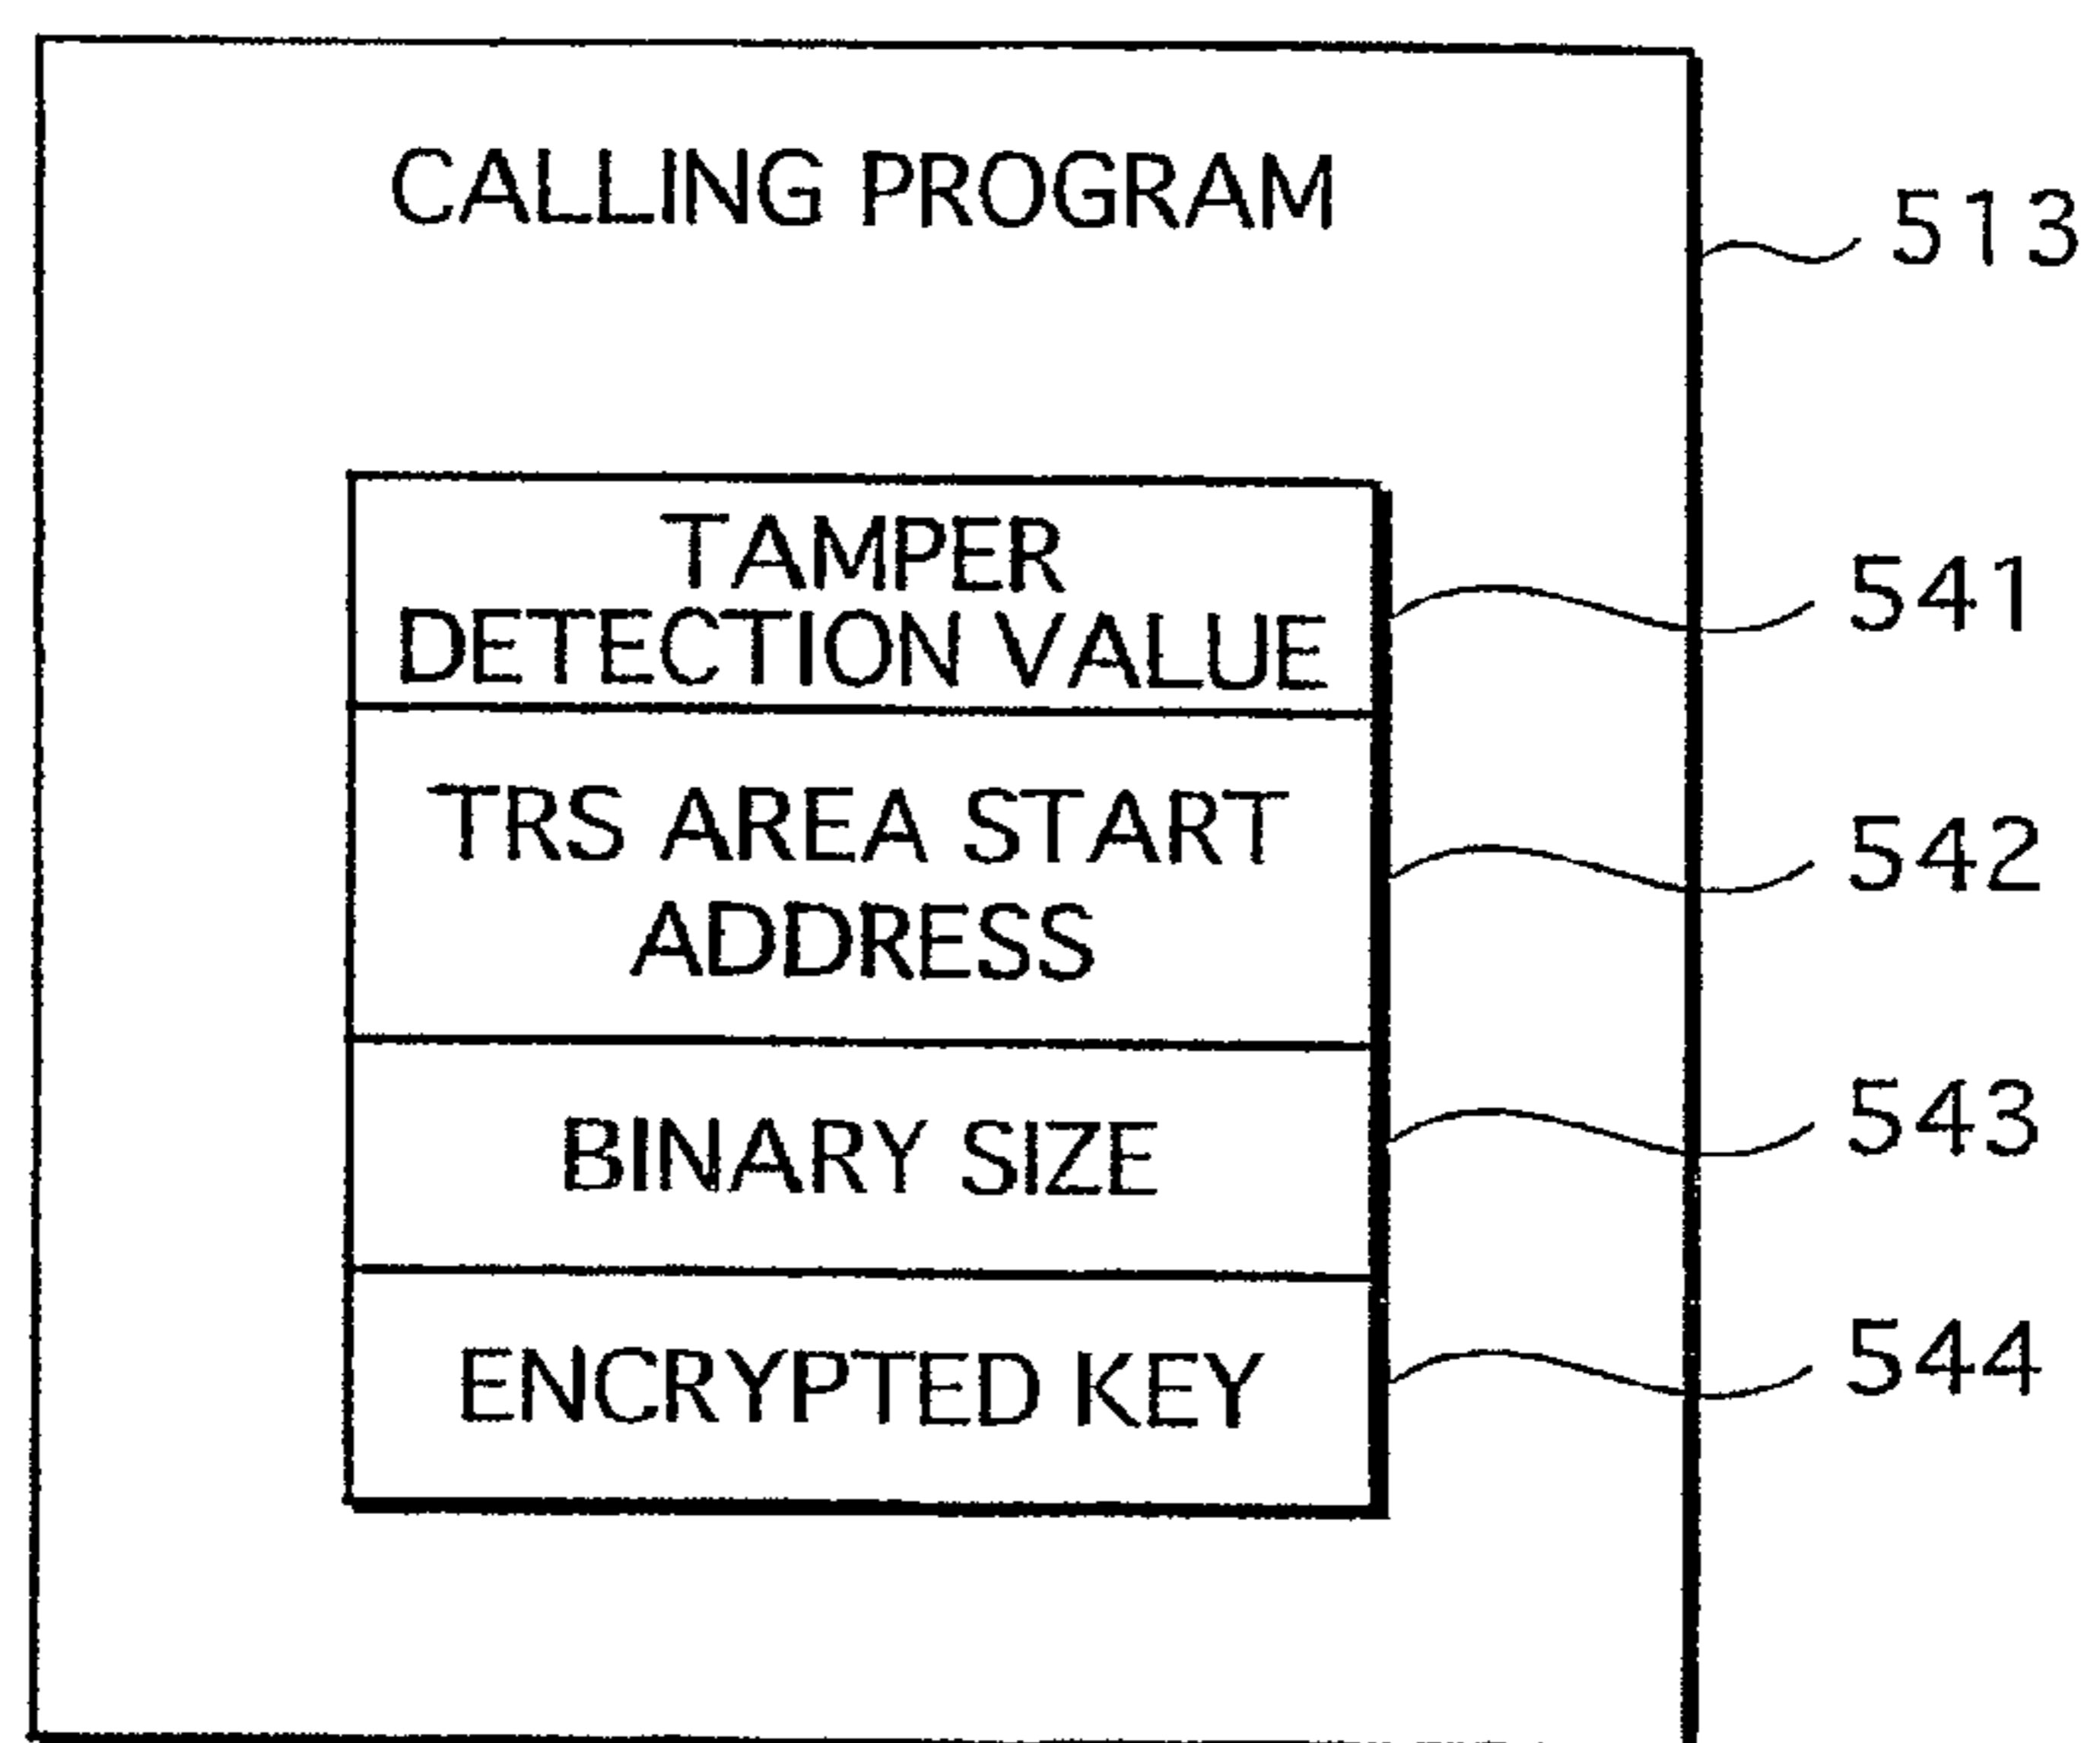 CALLING PROGRAM
513
TAMPER
DETECTION VALUE
541
TRS AREA START
ADDRESS
542
BINARY SIZE
543
ENCRYPTED KEY
544